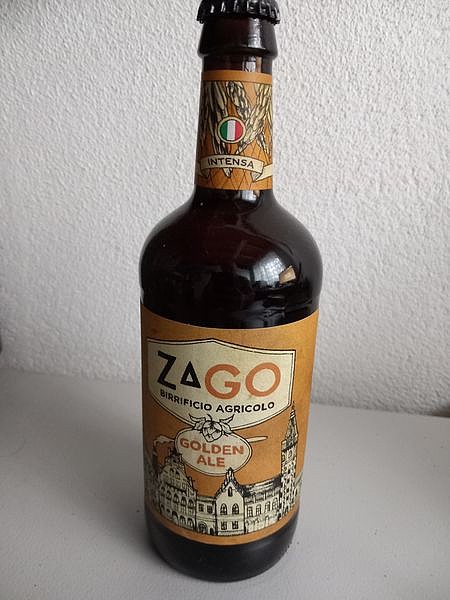 INTENSA
ZAGO
BIRRIFICIO AGRICOLO
GOLDEN
ALE